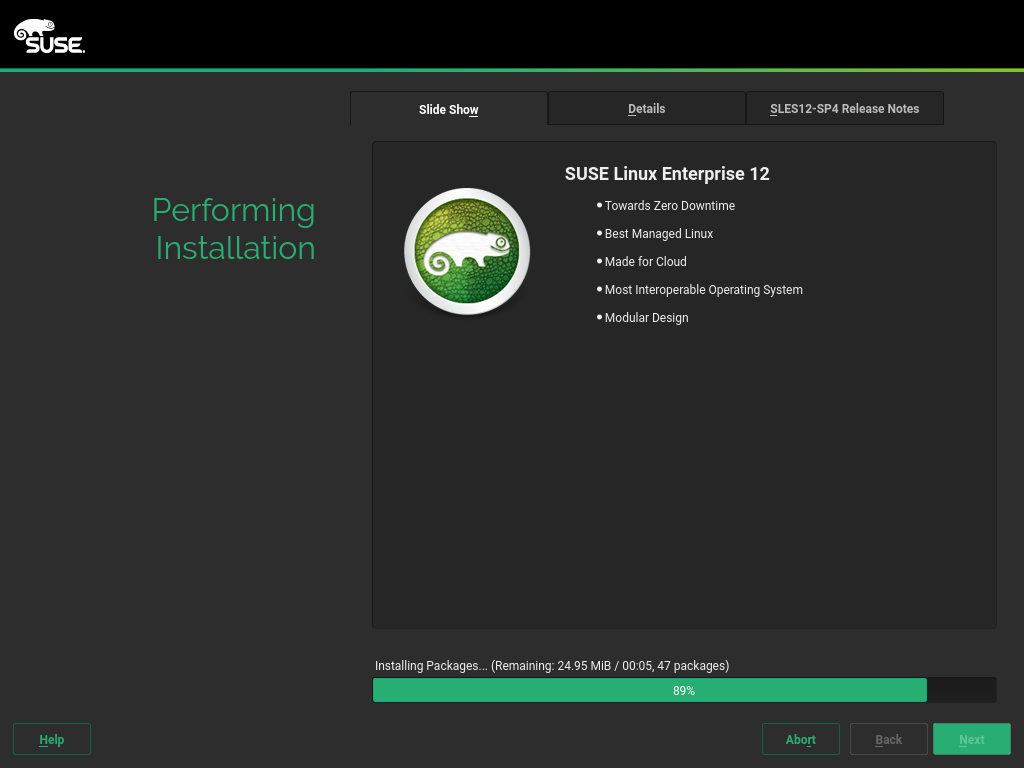 SUSE.
Slide Show
Details
SLES12-SP4 Release Notes
Performing
Installation
SUSE Linux Enterprise 12
• Towards Zero Downtime
• Best Managed Linux
• Made for Cloud
• Most Interoperable Operating System
• Modular Design
Installing Packages... (Remaining: 24.95 MiB / 00:05, 47 packages)
89%
Help
Abort
Back
Next